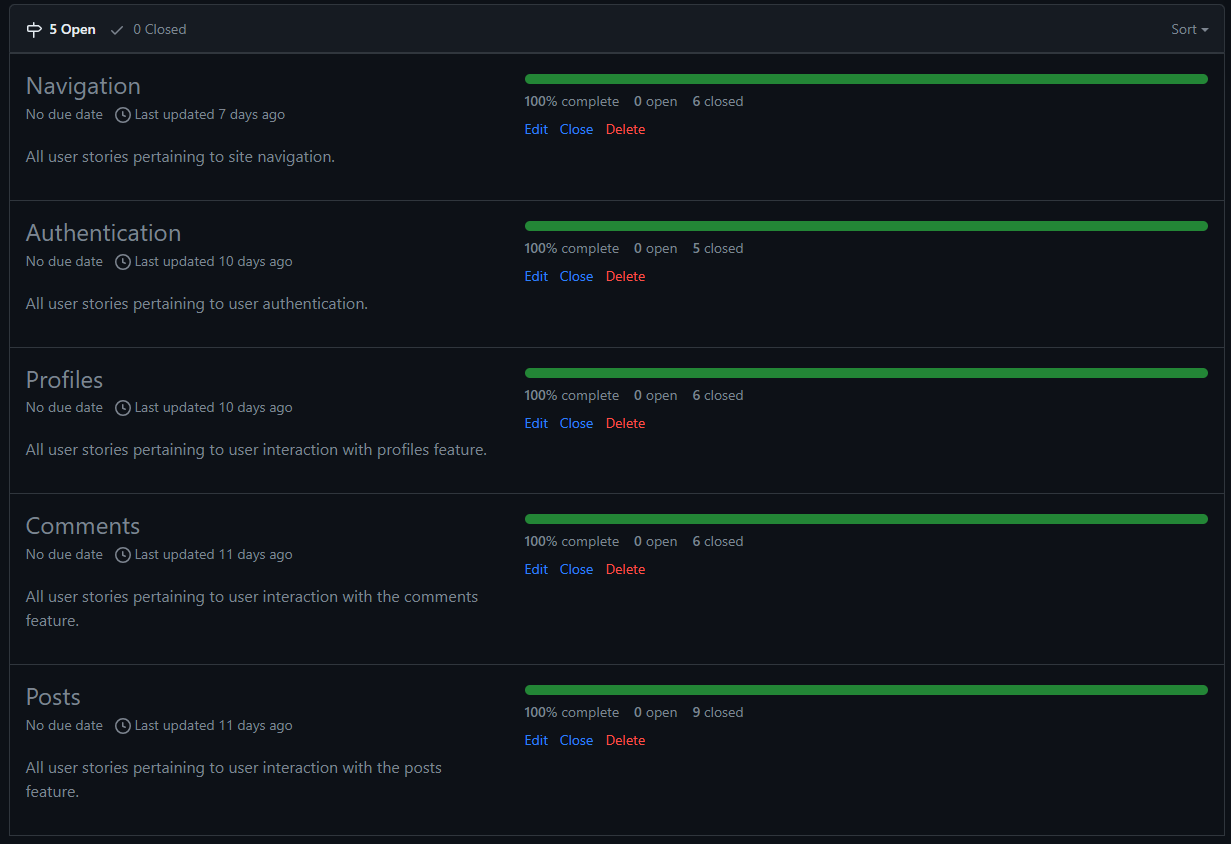 5 Open 0 Closed Sort
Navigation
No due date Last updated 7 days ago
All user stories pertaining to site navigation.
100% complete 0 open 6 closed
Edit Close Delete
Authentication
No due date Last updated 10 days ago
All user stories pertaining to user authentication.
100% complete 0 open 5 closed
Edit Close Delete
Profiles
No due date Last updated 10 days ago
All user stories pertaining to user interaction with profiles feature.
100% complete 0 open 6 closed
Edit Close Delete
Comments
No due date Last updated 11 days ago
All user stories pertaining to user interaction with the comments
feature.
100% complete 0 open 6 closed
Edit Close Delete
Posts
No due date Last updated 11 days ago
All user stories pertaining to user interaction with the posts
feature.
100% complete 0 open 9 closed
Edit Close Delete